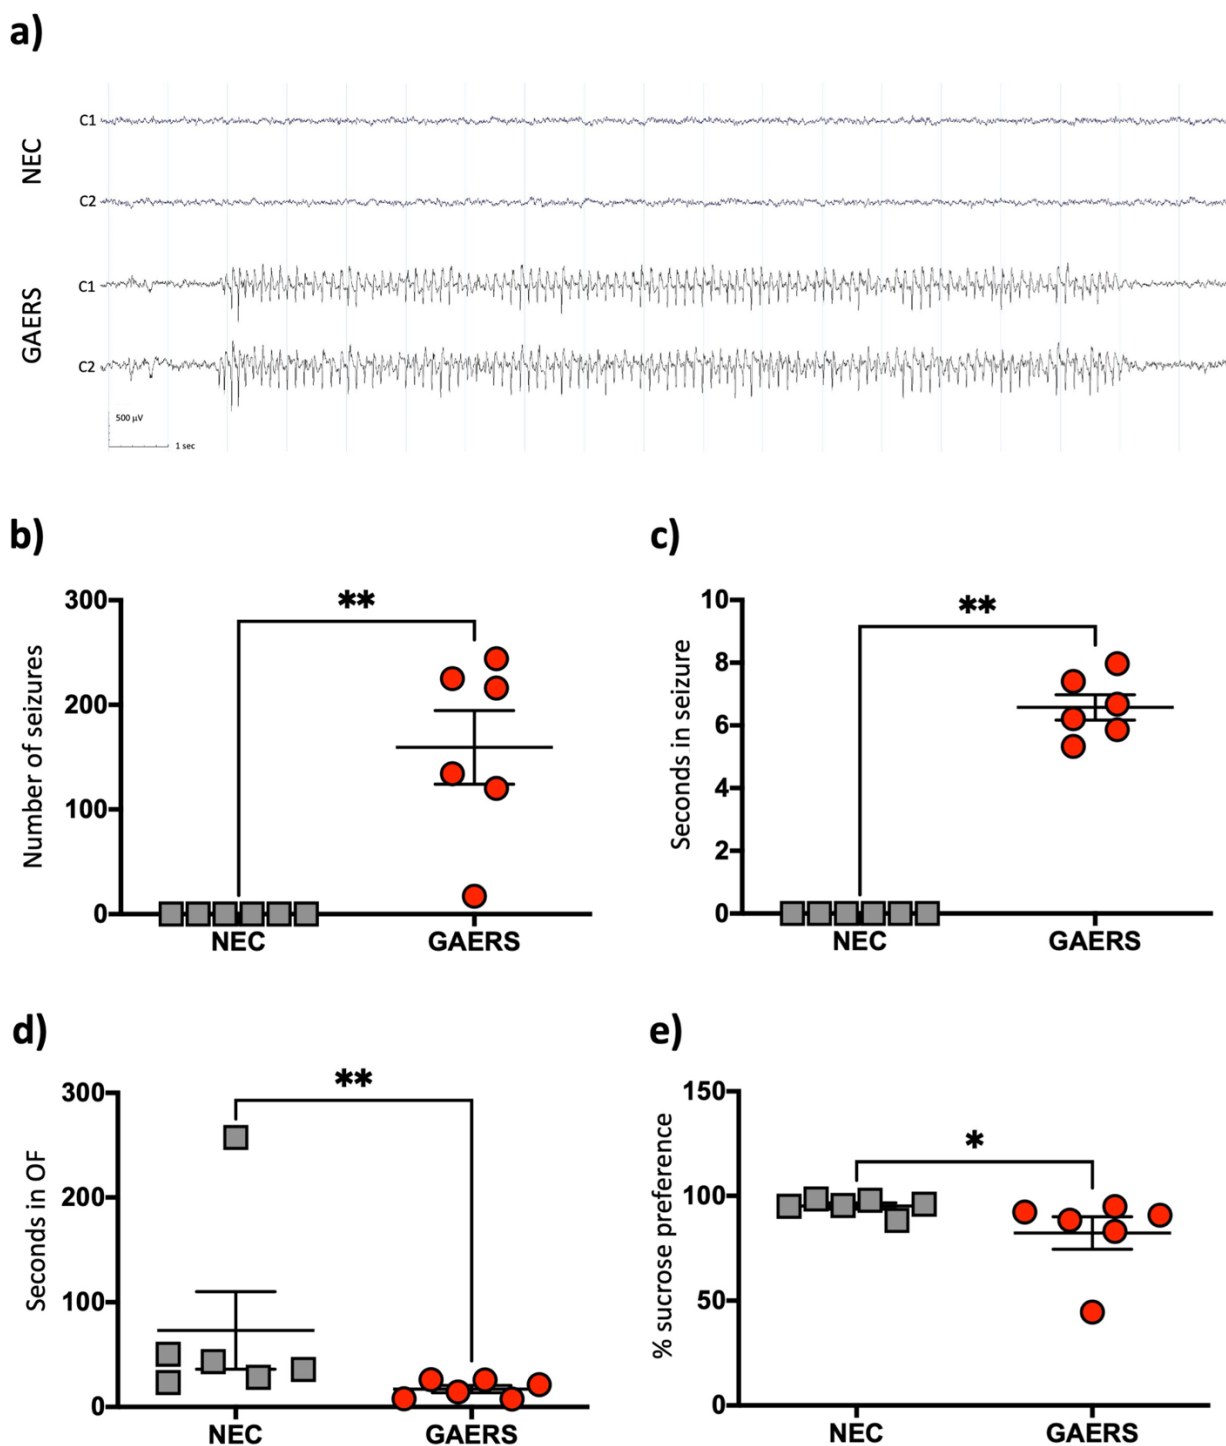 a)
NEC
C1
C2
GAERS
C1
C2
500 µV
1 sec
b)
Number of seizures
300
200
100
0
**
NEC
GAERS
c)
Seconds in seizure
10
8
6
4
2
0
**
NEC
GAERS
d)
Seconds in OF
300
200
100
0
**
NEC
GAERS
e)
% sucrose preference
150
100
50
0
*
NEC
GAERS